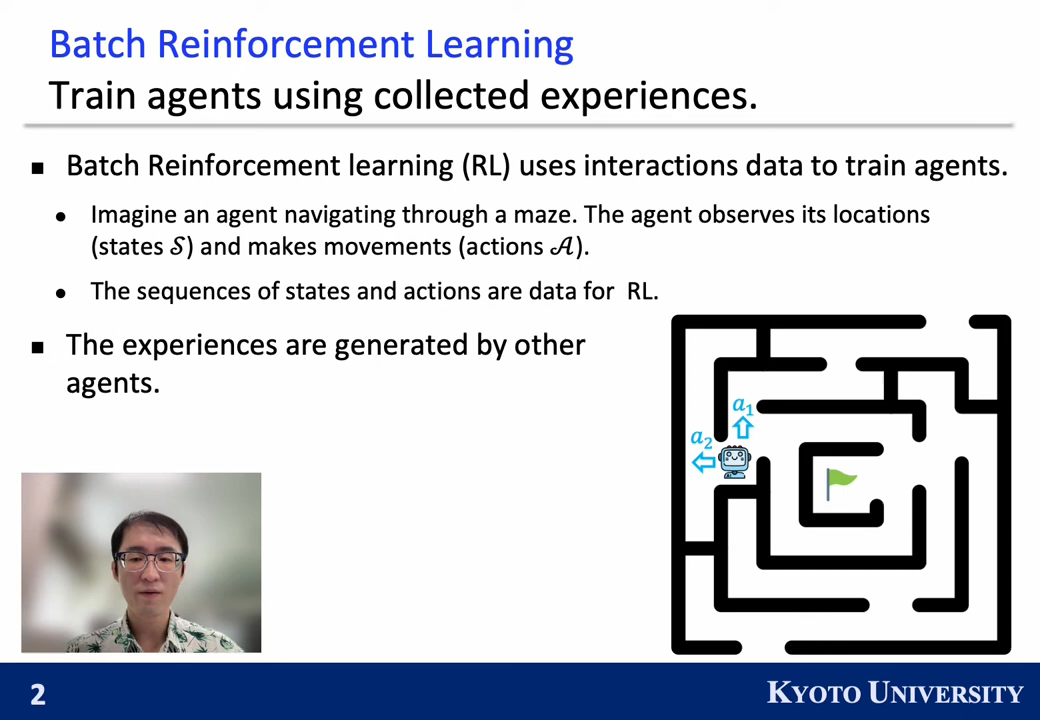 Batch Reinforcement Learning
Train agents using collected experiences.
■ Batch Reinforcement learning (RL) uses interactions data to train agents.
● Imagine an agent navigating through a maze. The agent observes its locations
(states 𝒮) and makes movements (actions 𝒜).
● The sequences of states and actions are data for RL.
■ The experiences are generated by other
agents.
a₁
a₂
2
KYOTO UNIVERSITY